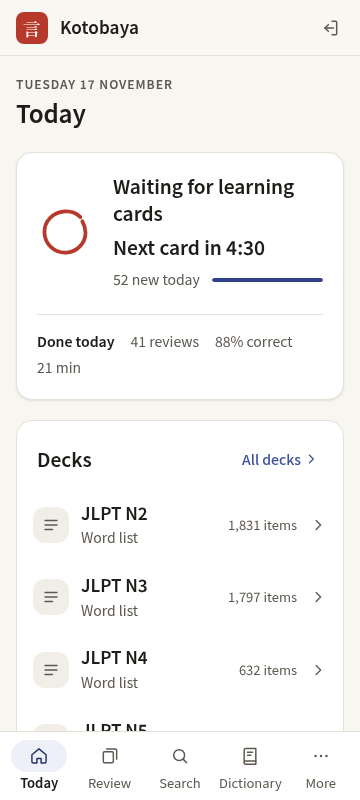 言 Kotobaya
TUESDAY 17 NOVEMBER
Today
Waiting for learning
cards
Next card in 4:30
52 new today
Done today 41 reviews 88% correct
21 min
Decks All decks
JLPT N2
Word list
1,831 items
JLPT N3
Word list
1,797 items
JLPT N4
Word list
632 items
JLPT N5
Today Review Search Dictionary More